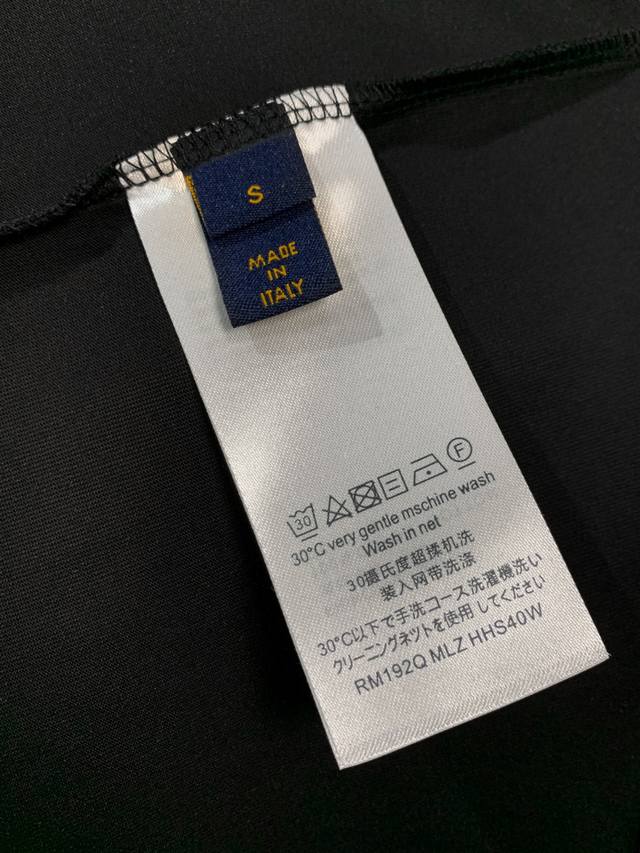 S
MADE
IN
ITALY
30
F
30°C very gentle mschine wash
Wash in net
30摄氏度超揉机洗
装入网带洗涤
30°C以下で手洗コース洗濯機洗い
クリーニングネットを使用してください
RM192Q MLZ HHS40W